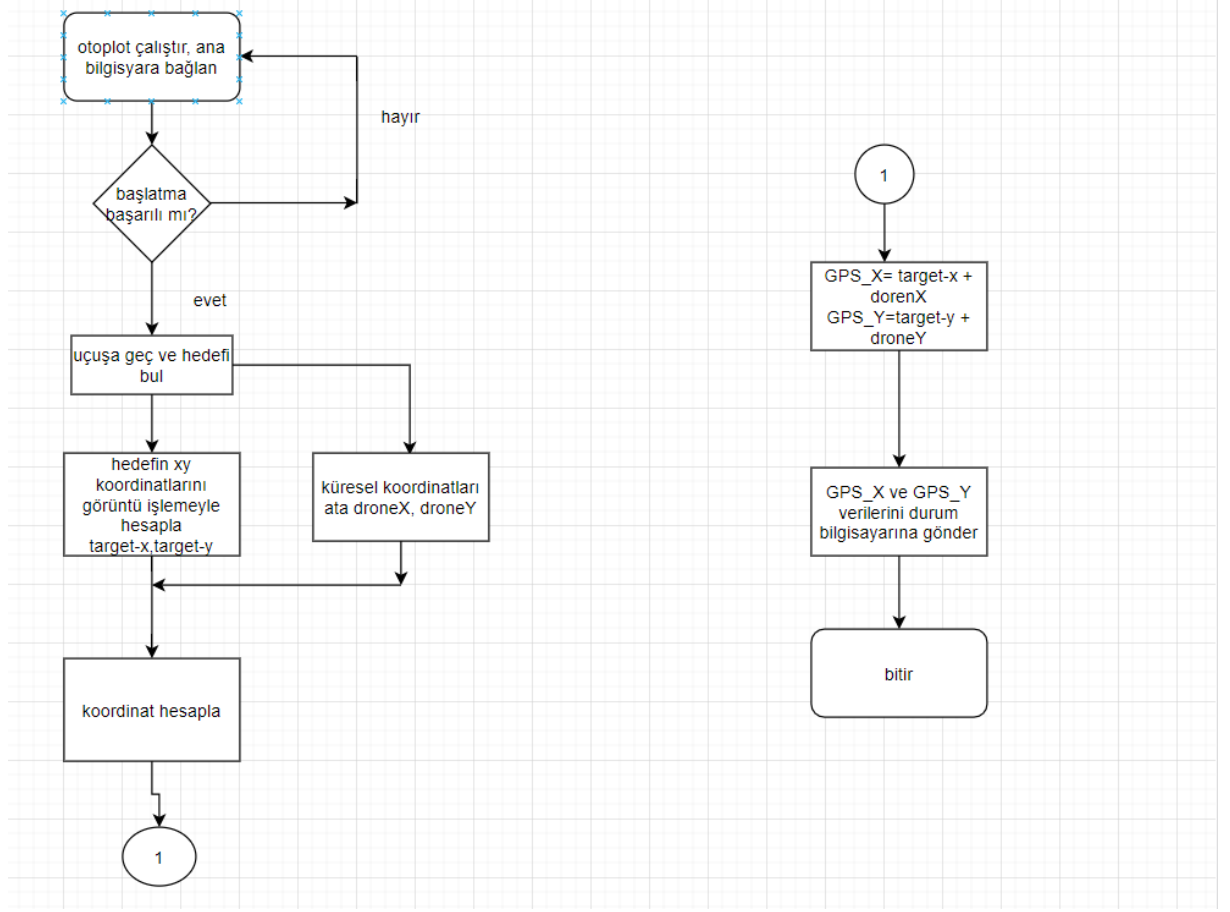 otoplot çalıştır, ana
bilgisyara bağlan
hayır
başlatma
başarılı mı?
evet
uçuşa geç ve hedefi
bul
hedefin xy
koordinatlarını
görüntü işlemeyle
hesapla
target-x,target-y
küresel koordinatları
ata droneX, droneY
koordinat hesapla
1
1
GPS_X= target-x +
dorenX
GPS_Y=target-y +
droneY
GPS_X ve GPS_Y
verilerini durum
bilgisayarına gönder
bitir